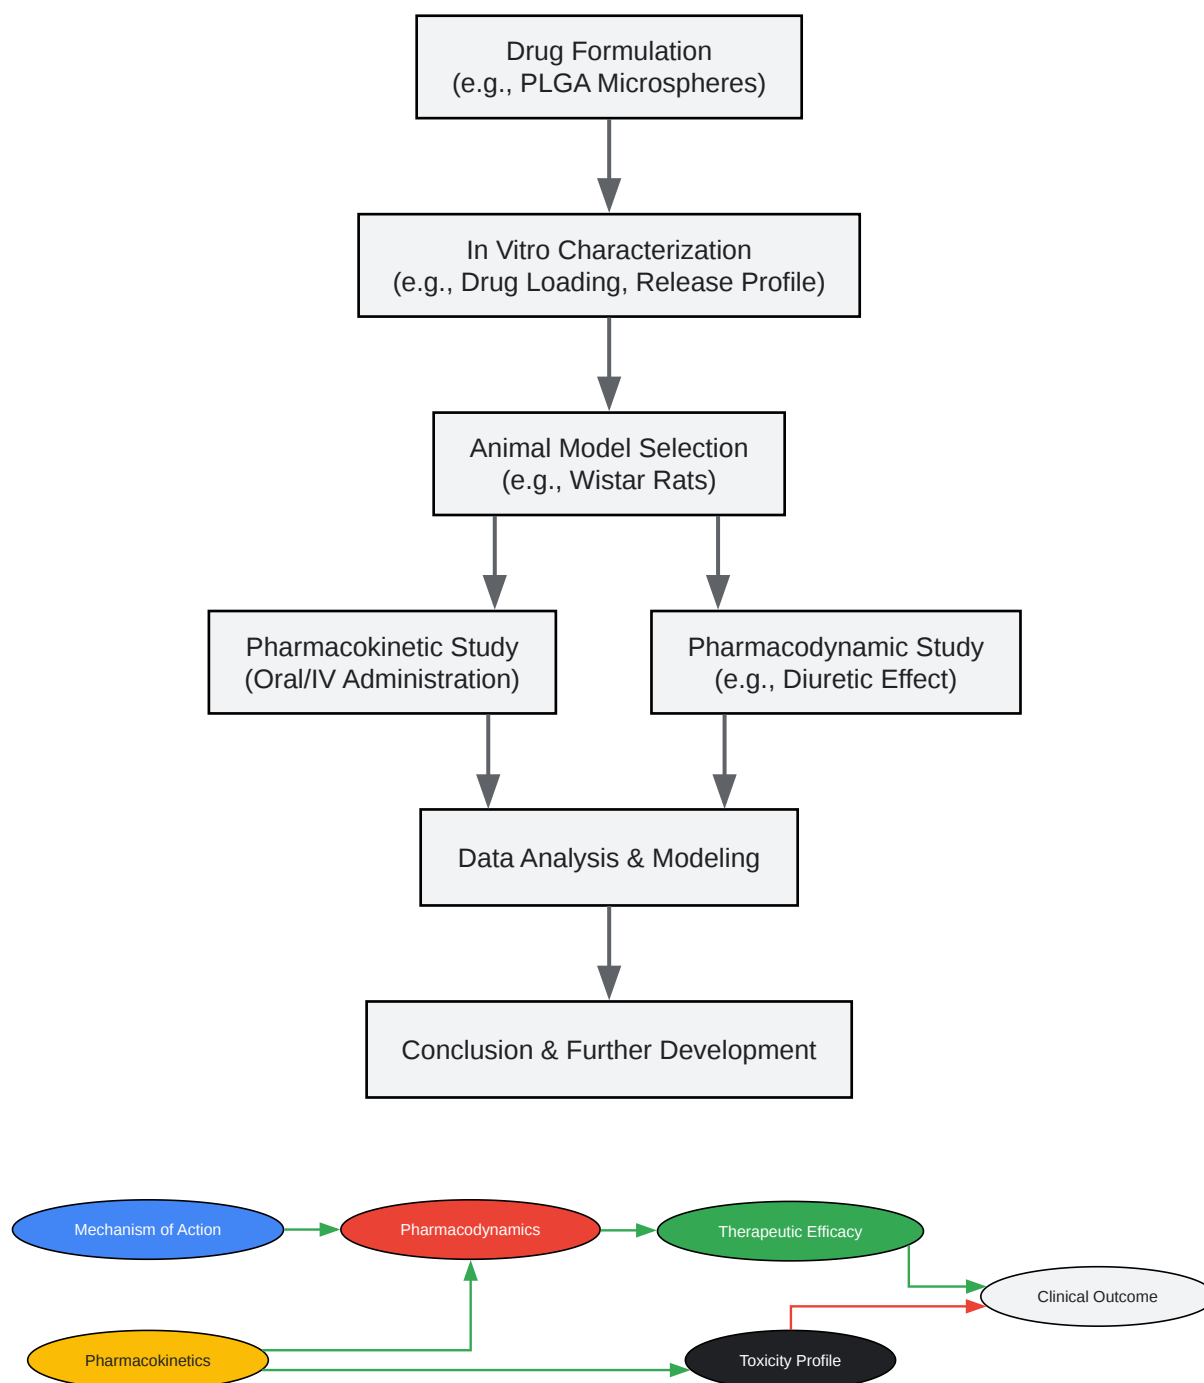 Drug Formulation
(e.g., PLGA Microspheres)
In Vitro Characterization
(e.g., Drug Loading, Release Profile)
Animal Model Selection
(e.g., Wistar Rats)
Pharmacokinetic Study
(Oral/IV Administration)
Pharmacodynamic Study
(e.g., Diuretic Effect)
Data Analysis & Modeling
Conclusion & Further Development
Mechanism of Action
Pharmacodynamics
Therapeutic Efficacy
Clinical Outcome
Pharmacokinetics
Toxicity Profile